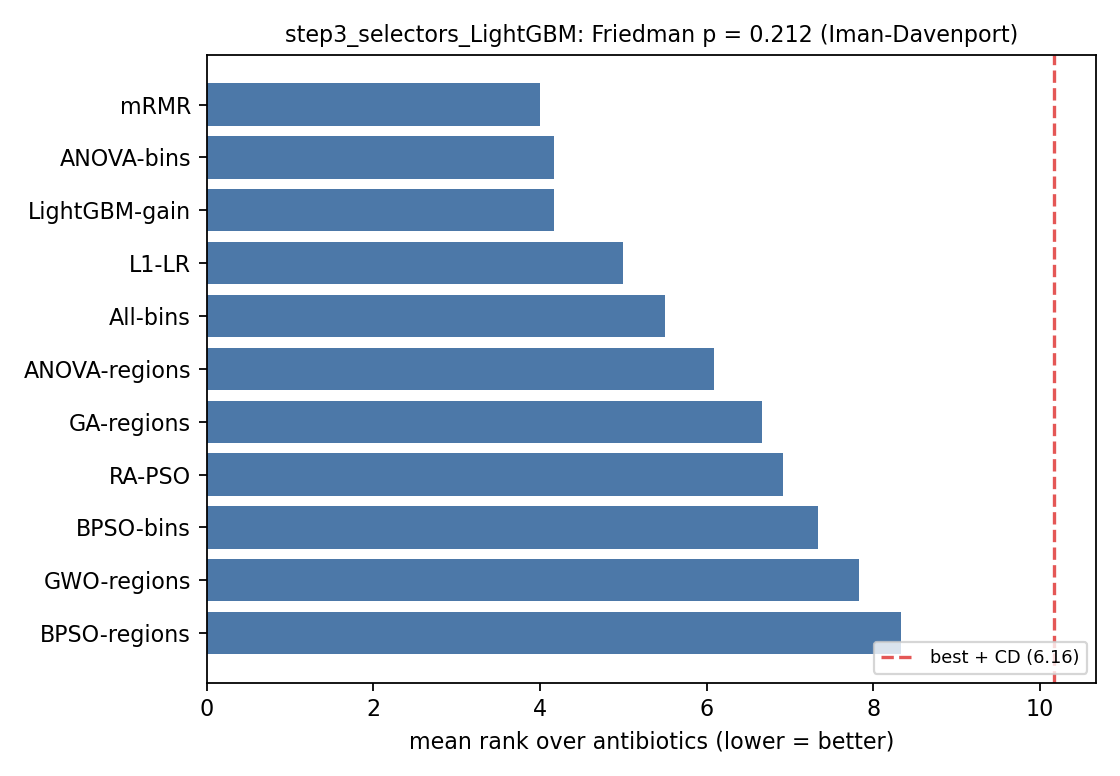 step3_selectors_LightGBM: Friedman p = 0.212 (Iman-Davenport)
mRMR
ANOVA-bins
LightGBM-gain
L1-LR
All-bins
ANOVA-regions
GA-regions
RA-PSO
BPSO-bins
GWO-regions
BPSO-regions
best + CD (6.16)
0 2 4 6 8 10
mean rank over antibiotics (lower = better)